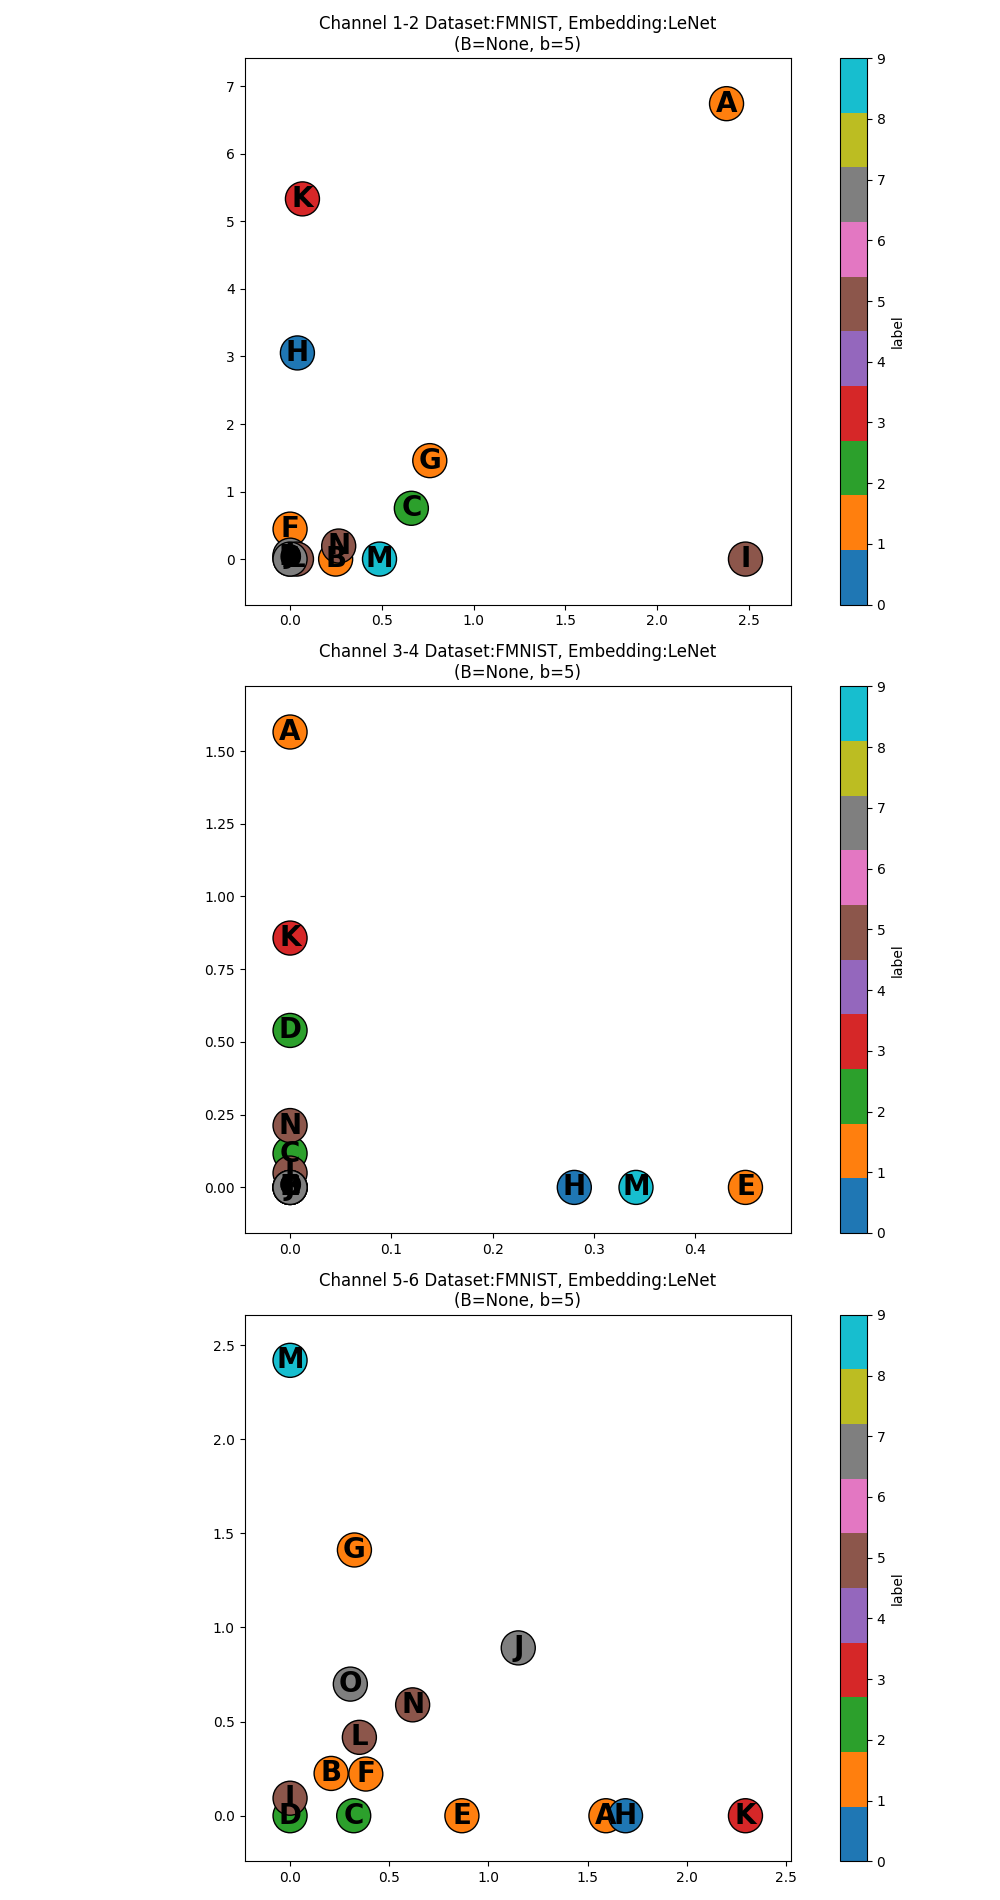 Channel 1-2 Dataset:FMNIST, Embedding:LeNet
(B=None, b=5)
7
6
5
4
3
2
1
0
0.0 0.5 1.0 1.5 2.0 2.5
A
K
H
G
C
F
N
B
M
I
9
8
7
6
5
4
3
2
1
0
label
Channel 3-4 Dataset:FMNIST, Embedding:LeNet
(B=None, b=5)
1.50
1.25
1.00
0.75
0.50
0.25
0.00
0.0 0.1 0.2 0.3 0.4
A
K
D
N
C
H
M
E
9
8
7
6
5
4
3
2
1
0
label
Channel 5-6 Dataset:FMNIST, Embedding:LeNet
(B=None, b=5)
2.5
2.0
1.5
1.0
0.5
0.0
0.0 0.5 1.0 1.5 2.0 2.5
M
G
J
O
N
L
B
F
I
D
C
E
A
H
K
9
8
7
6
5
4
3
2
1
0
label